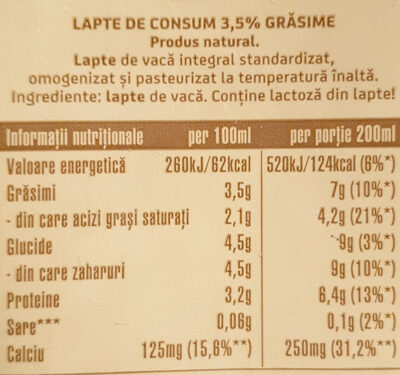 LAPTE DE CONSUM 3,5% GRĂSIME
Produs natural.
Lapte de vacă integral standardizat,
omogenizat și pasteurizat la temperatură înaltă.
Ingrediente: lapte de vacă. Conține lactoză din lapte!
Informații nutriționale per 100ml per porție 200ml
Valoare energetică 260kJ/62kcal 520kJ/124kcal (6%*)
Grăsimi 3,5g 7g (10%*)
- din care acizi grași saturați 2,1g 4,2g (21%*)
Glucide 4,5g 9g (3%*)
- din care zaharuri 4,5g 9g (10%*)
Proteine 3,2g 6,4g (13%*)
Sare*** 0,06g 0,1g (2%*)
Calciu 125mg (15,6%**) 250mg (31,2%**)